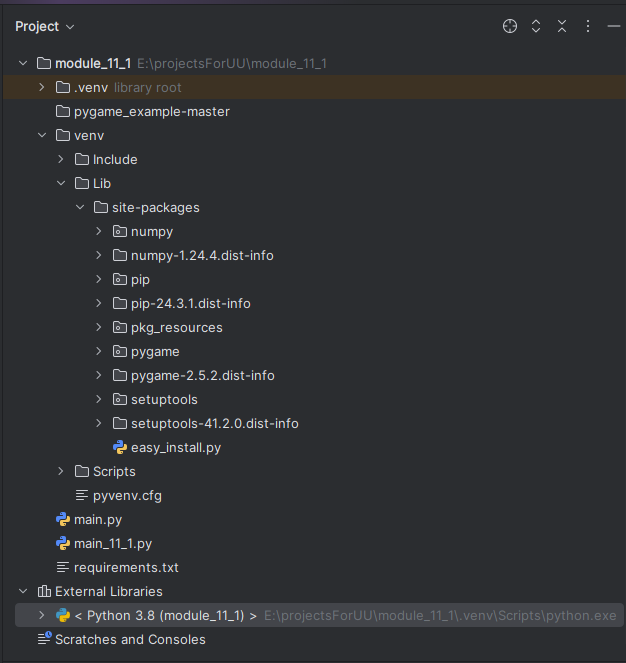 Project
module_11_1 E:\projectsForUU\module_11_1
.venv library root
pygame_example-master
venv
Include
Lib
site-packages
numpy
numpy-1.24.4.dist-info
pip
pip-24.3.1.dist-info
pkg_resources
pygame
pygame-2.5.2.dist-info
setuptools
setuptools-41.2.0.dist-info
easy_install.py
Scripts
pyvenv.cfg
main.py
main_11_1.py
requirements.txt
External Libraries
< Python 3.8 (module_11_1) > E:\projectsForUU\module_11_1\.venv\Scripts\python.exe
Scratches and Consoles